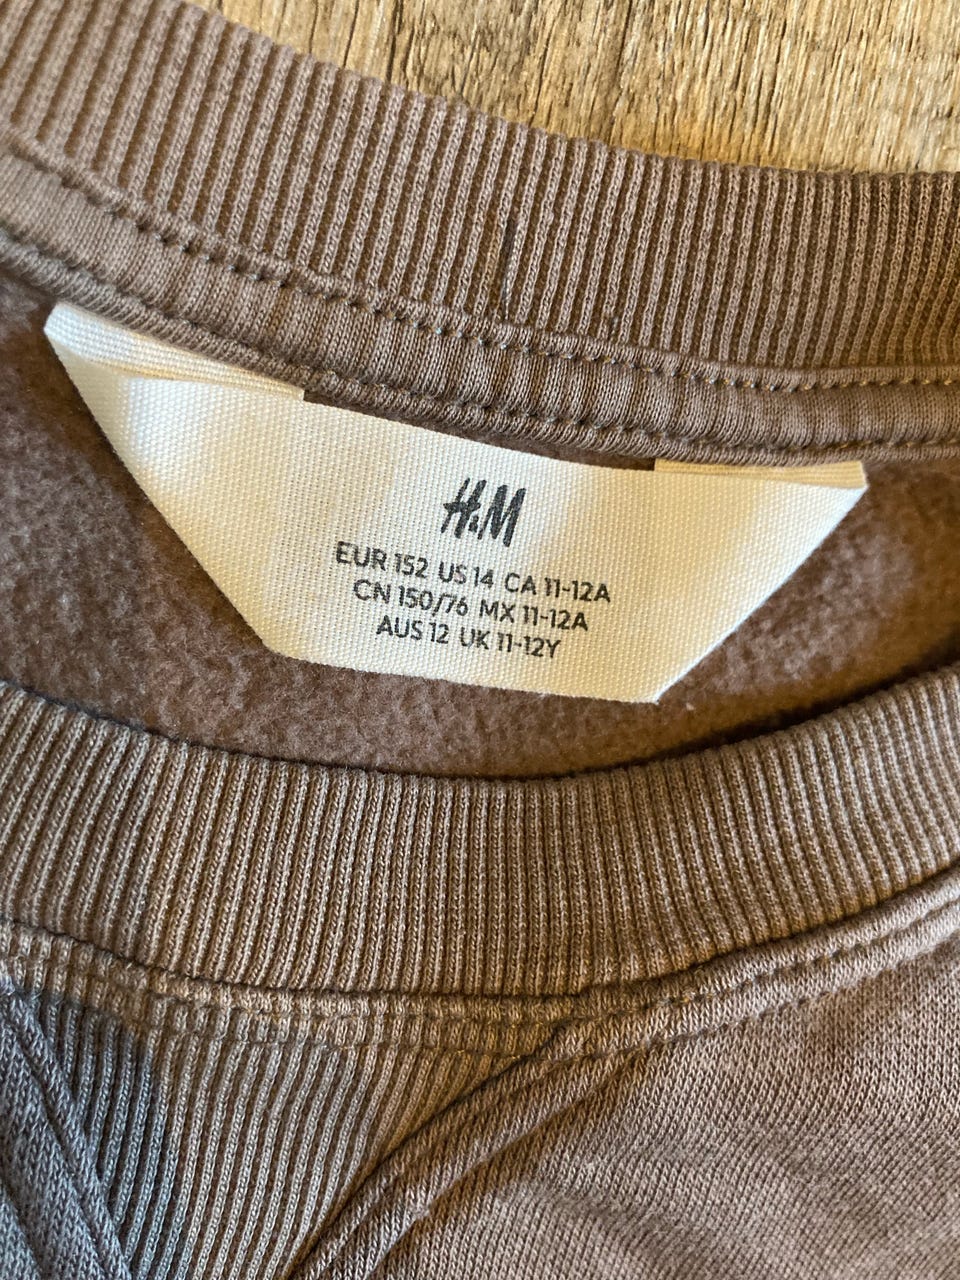 H&M
EUR 152 US 14 CA 11-12A
CN 150/76 MX 11-12A
AUS 12 UK 11-12Y